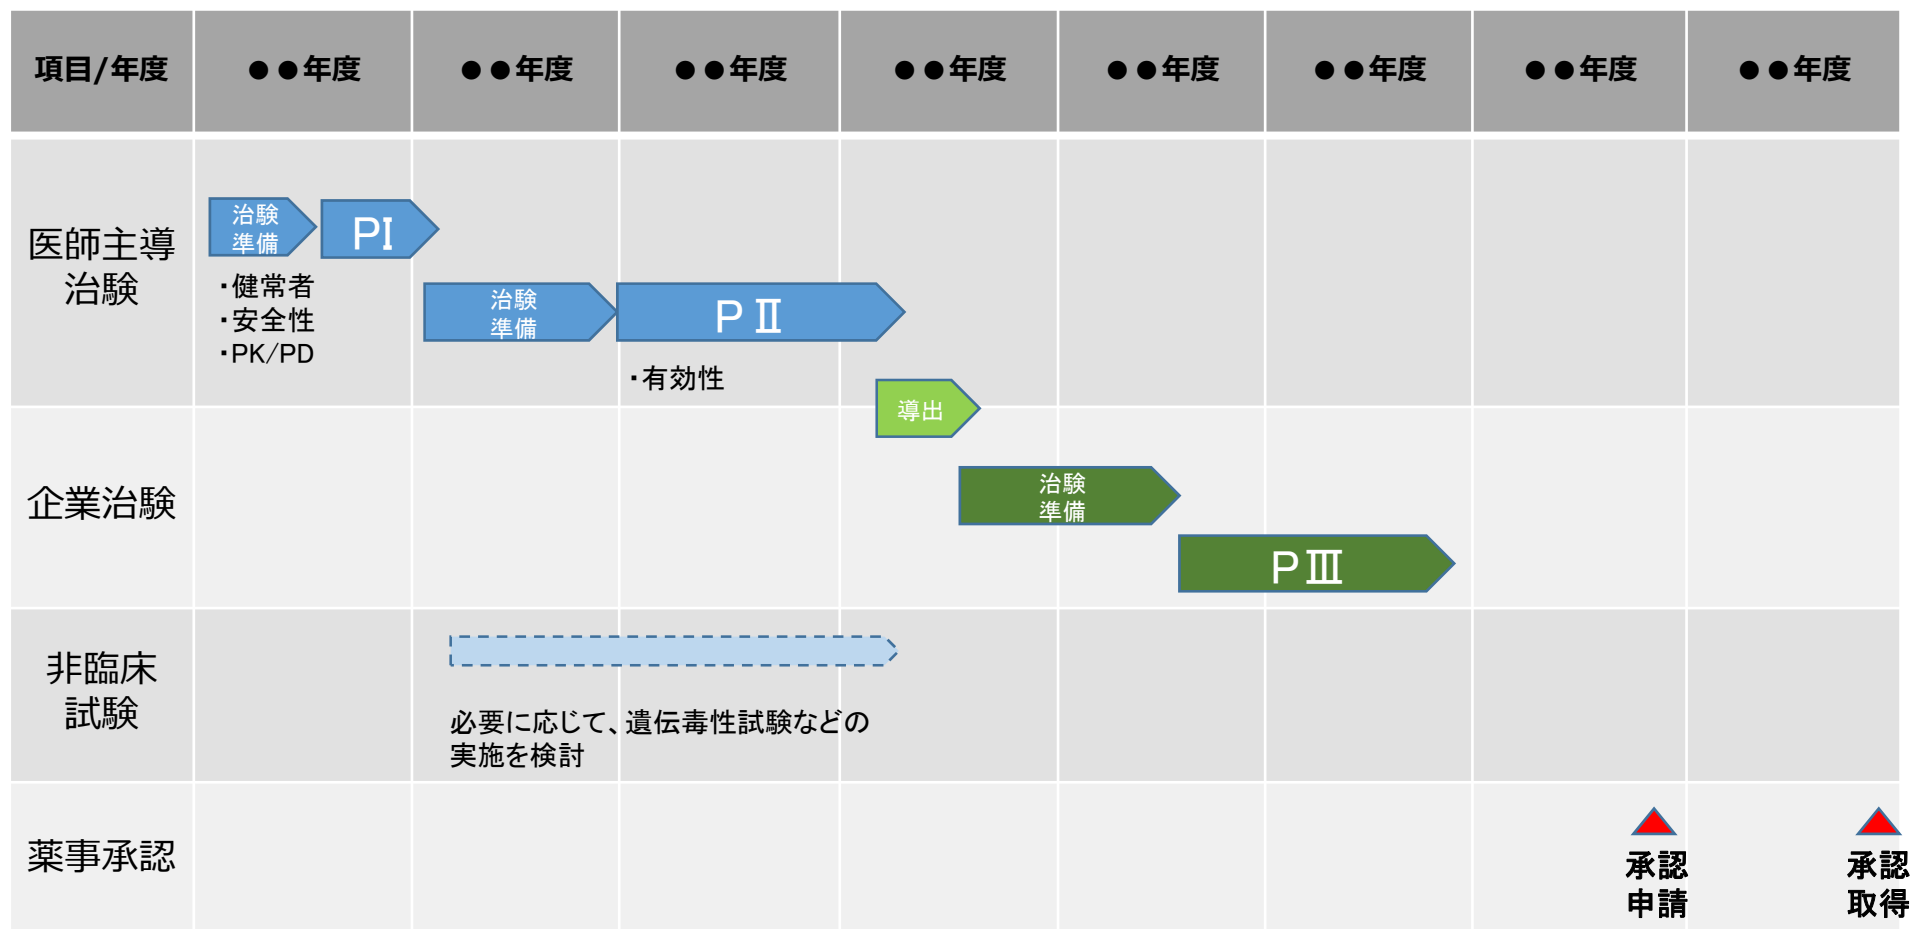 項目/年度
●●年度
●●年度
●●年度
●●年度
●●年度
●●年度
●●年度
●●年度
医師主導
治験
治験
準備
PⅠ
・健常者
・安全性
・PK/PD
治験
準備
PⅡ
・有効性
導出
企業治験
治験
準備
PⅢ
非臨床
試験
必要に応じて、遺伝毒性試験などの
実施を検討
薬事承認
承認
申請
承認
取得